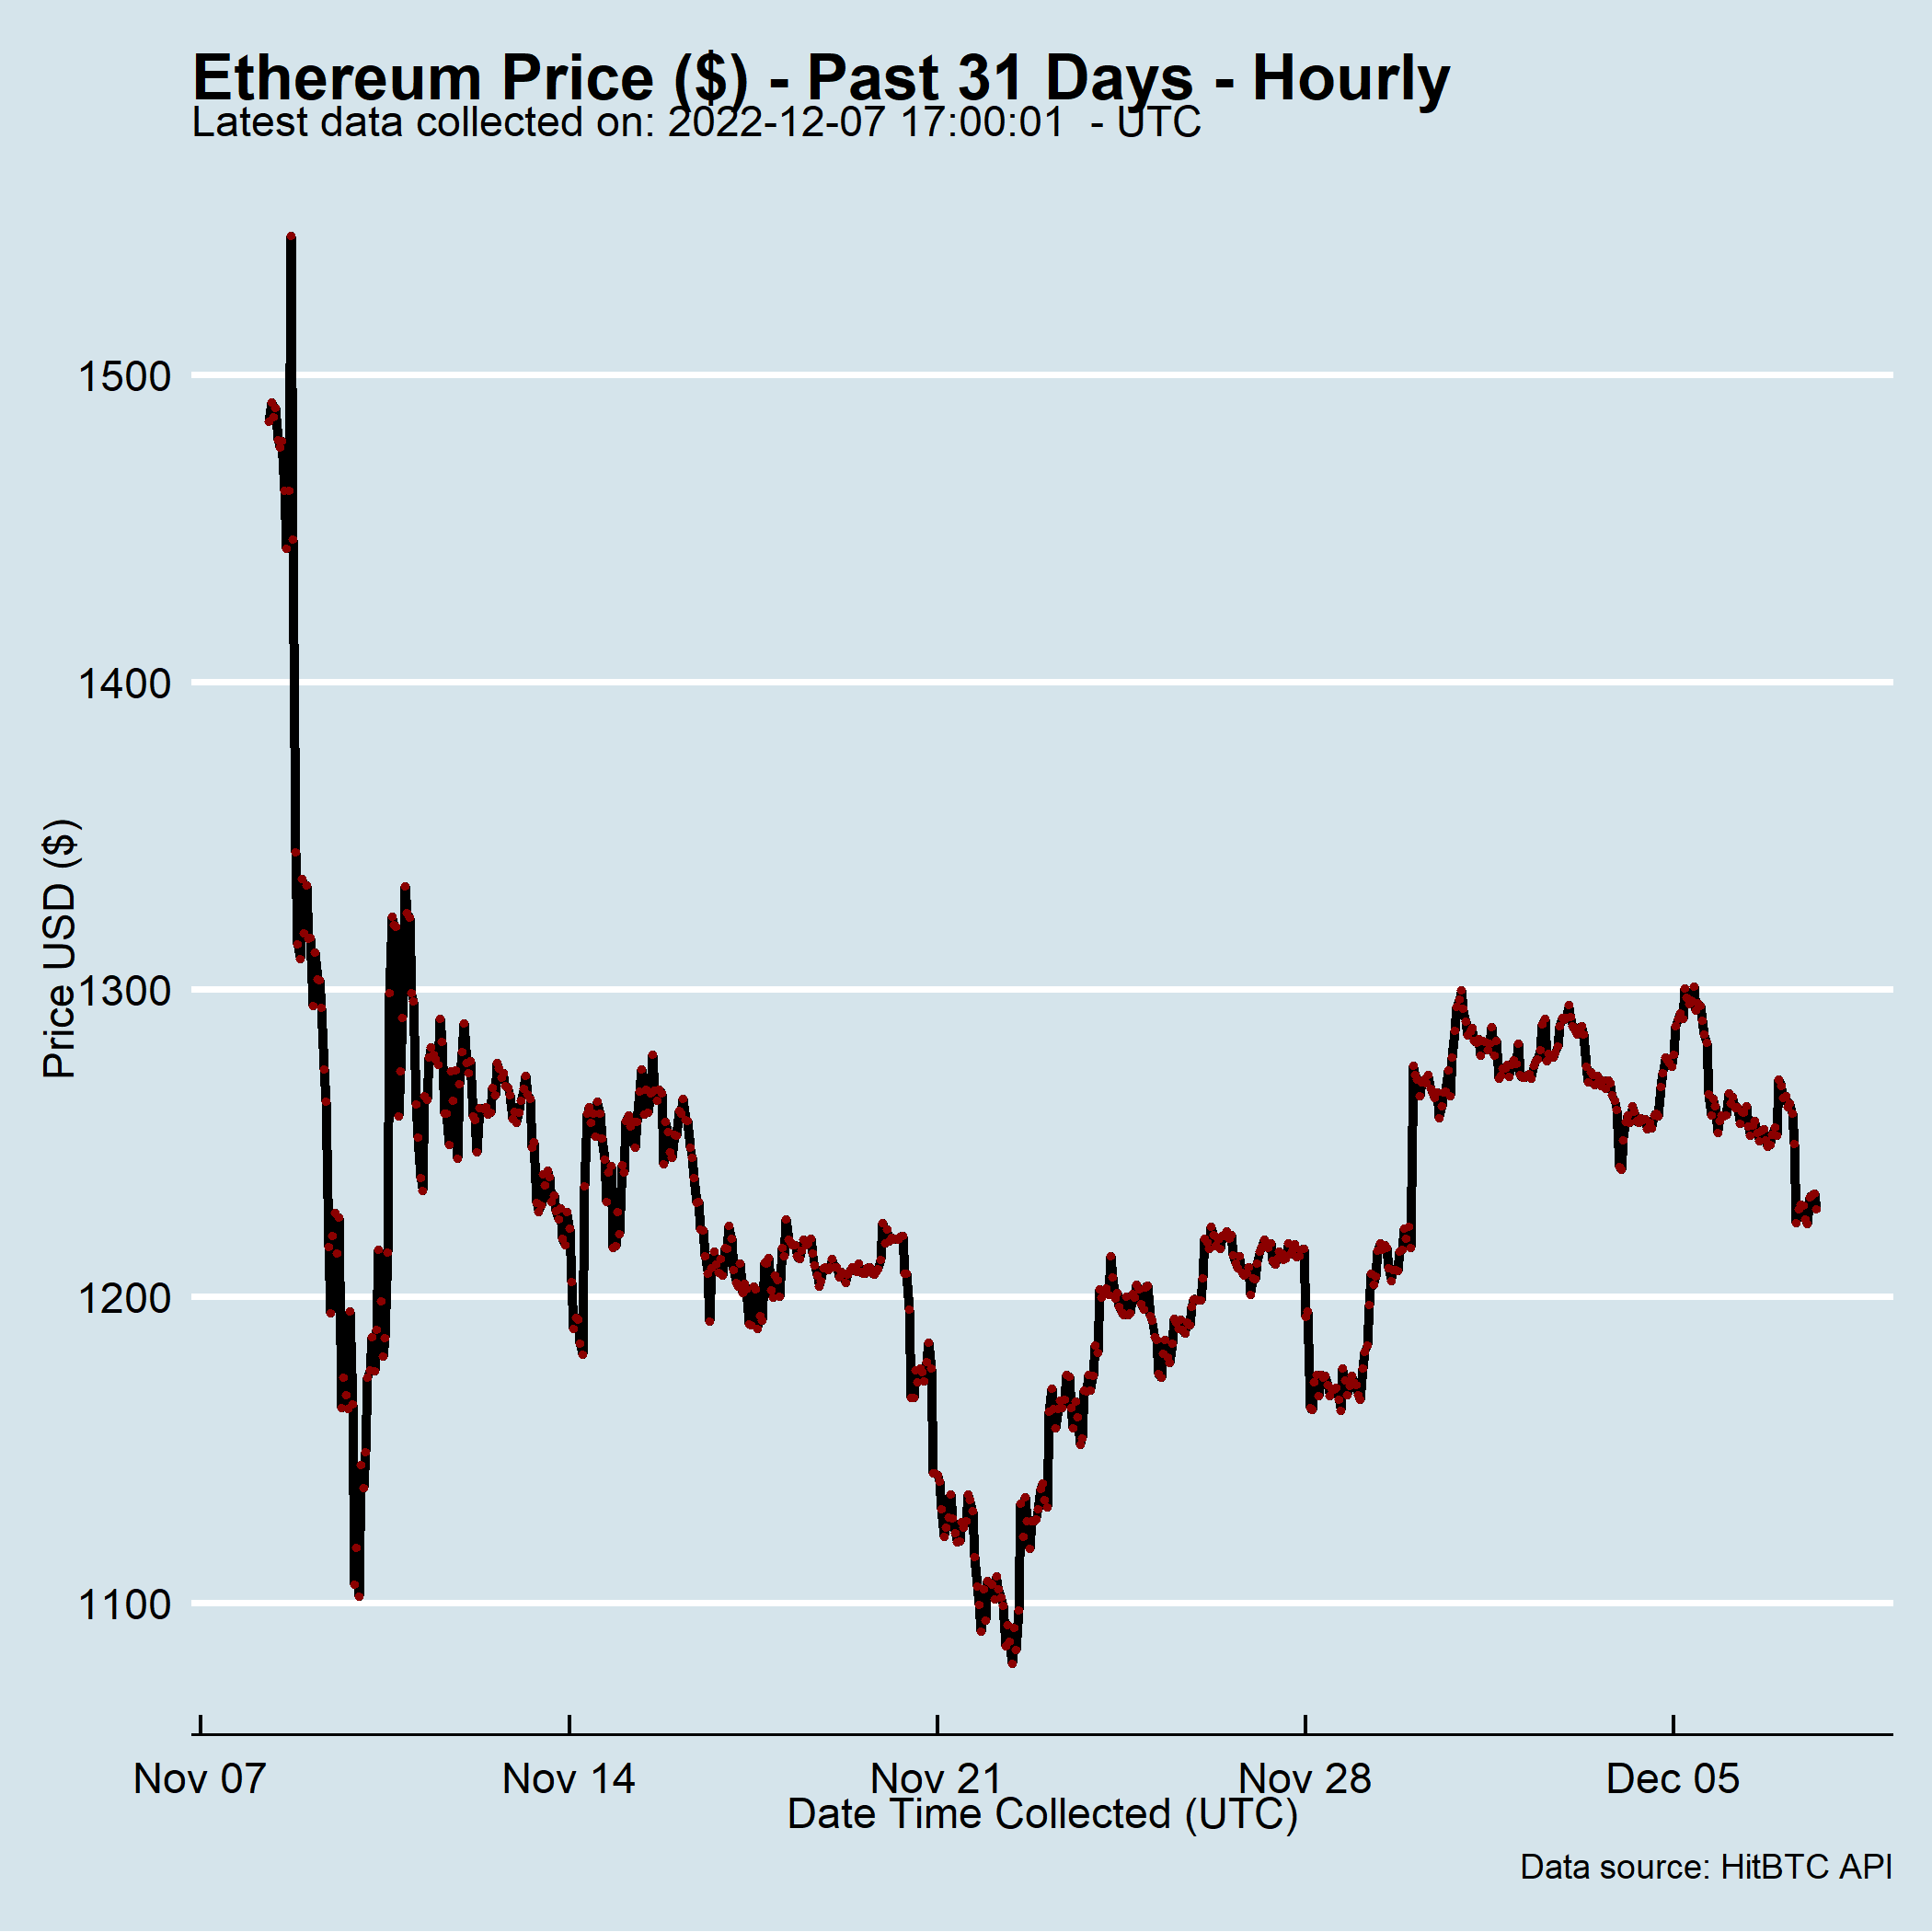 Ethereum Price ($) - Past 31 Days - Hourly
Latest data collected on: 2022-12-07 17:00:01  - UTC
1500
1400
1300
1200
1100
Price USD ($)
Nov 07
Nov 14
Nov 21
Nov 28
Dec 05
Date Time Collected (UTC)
Data source: HitBTC API